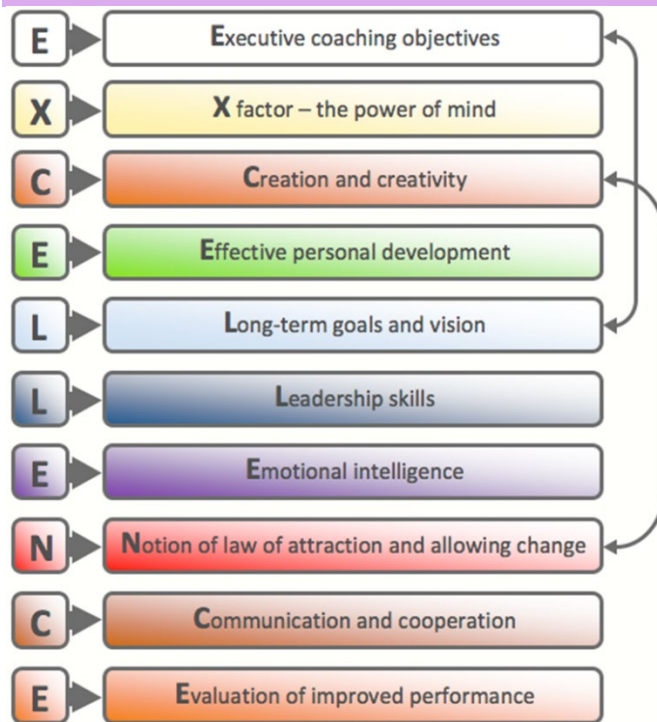 E Executive coaching objectives
X X factor – the power of mind
C Creation and creativity
E Effective personal development
L Long-term goals and vision
L Leadership skills
E Emotional intelligence
N Notion of law of attraction and allowing change
C Communication and cooperation
E Evaluation of improved performance